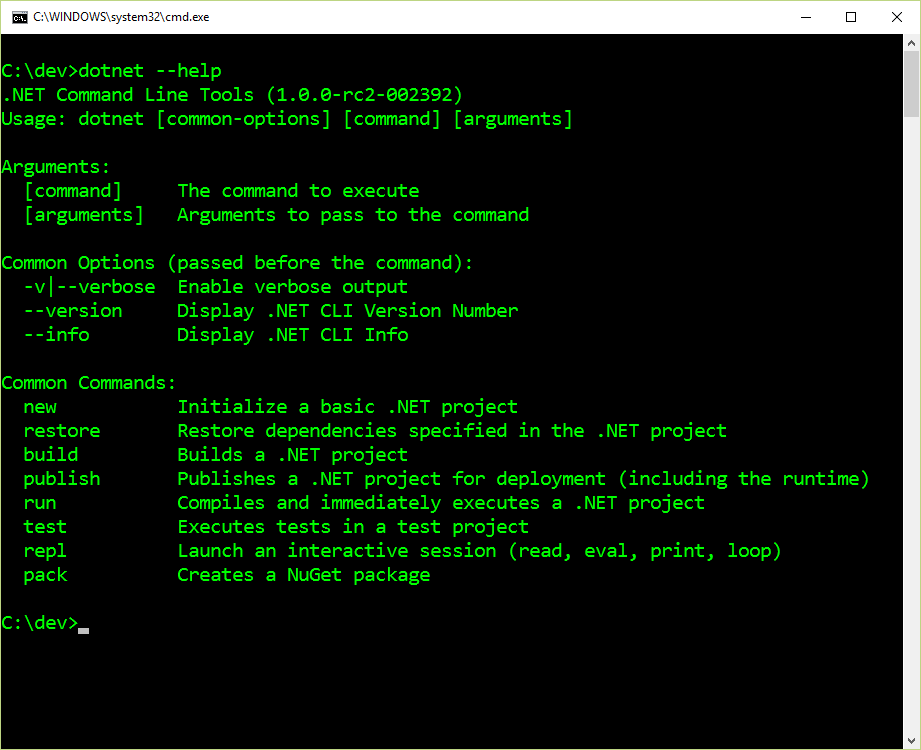 C:\WINDOWS\system32\cmd.exe
C:\dev>dotnet --help
.NET Command Line Tools (1.0.0-rc2-002392)
Usage: dotnet [common-options] [command] [arguments]
Arguments:
[command] The command to execute
[arguments] Arguments to pass to the command
Common Options (passed before the command):
-v|--verbose Enable verbose output
--version Display .NET CLI Version Number
--info Display .NET CLI Info
Common Commands:
new Initialize a basic .NET project
restore Restore dependencies specified in the .NET project
build Builds a .NET project
publish Publishes a .NET project for deployment (including the runtime)
run Compiles and immediately executes a .NET project
test Executes tests in a test project
repl Launch an interactive session (read, eval, print, loop)
pack Creates a NuGet package
C:\dev>